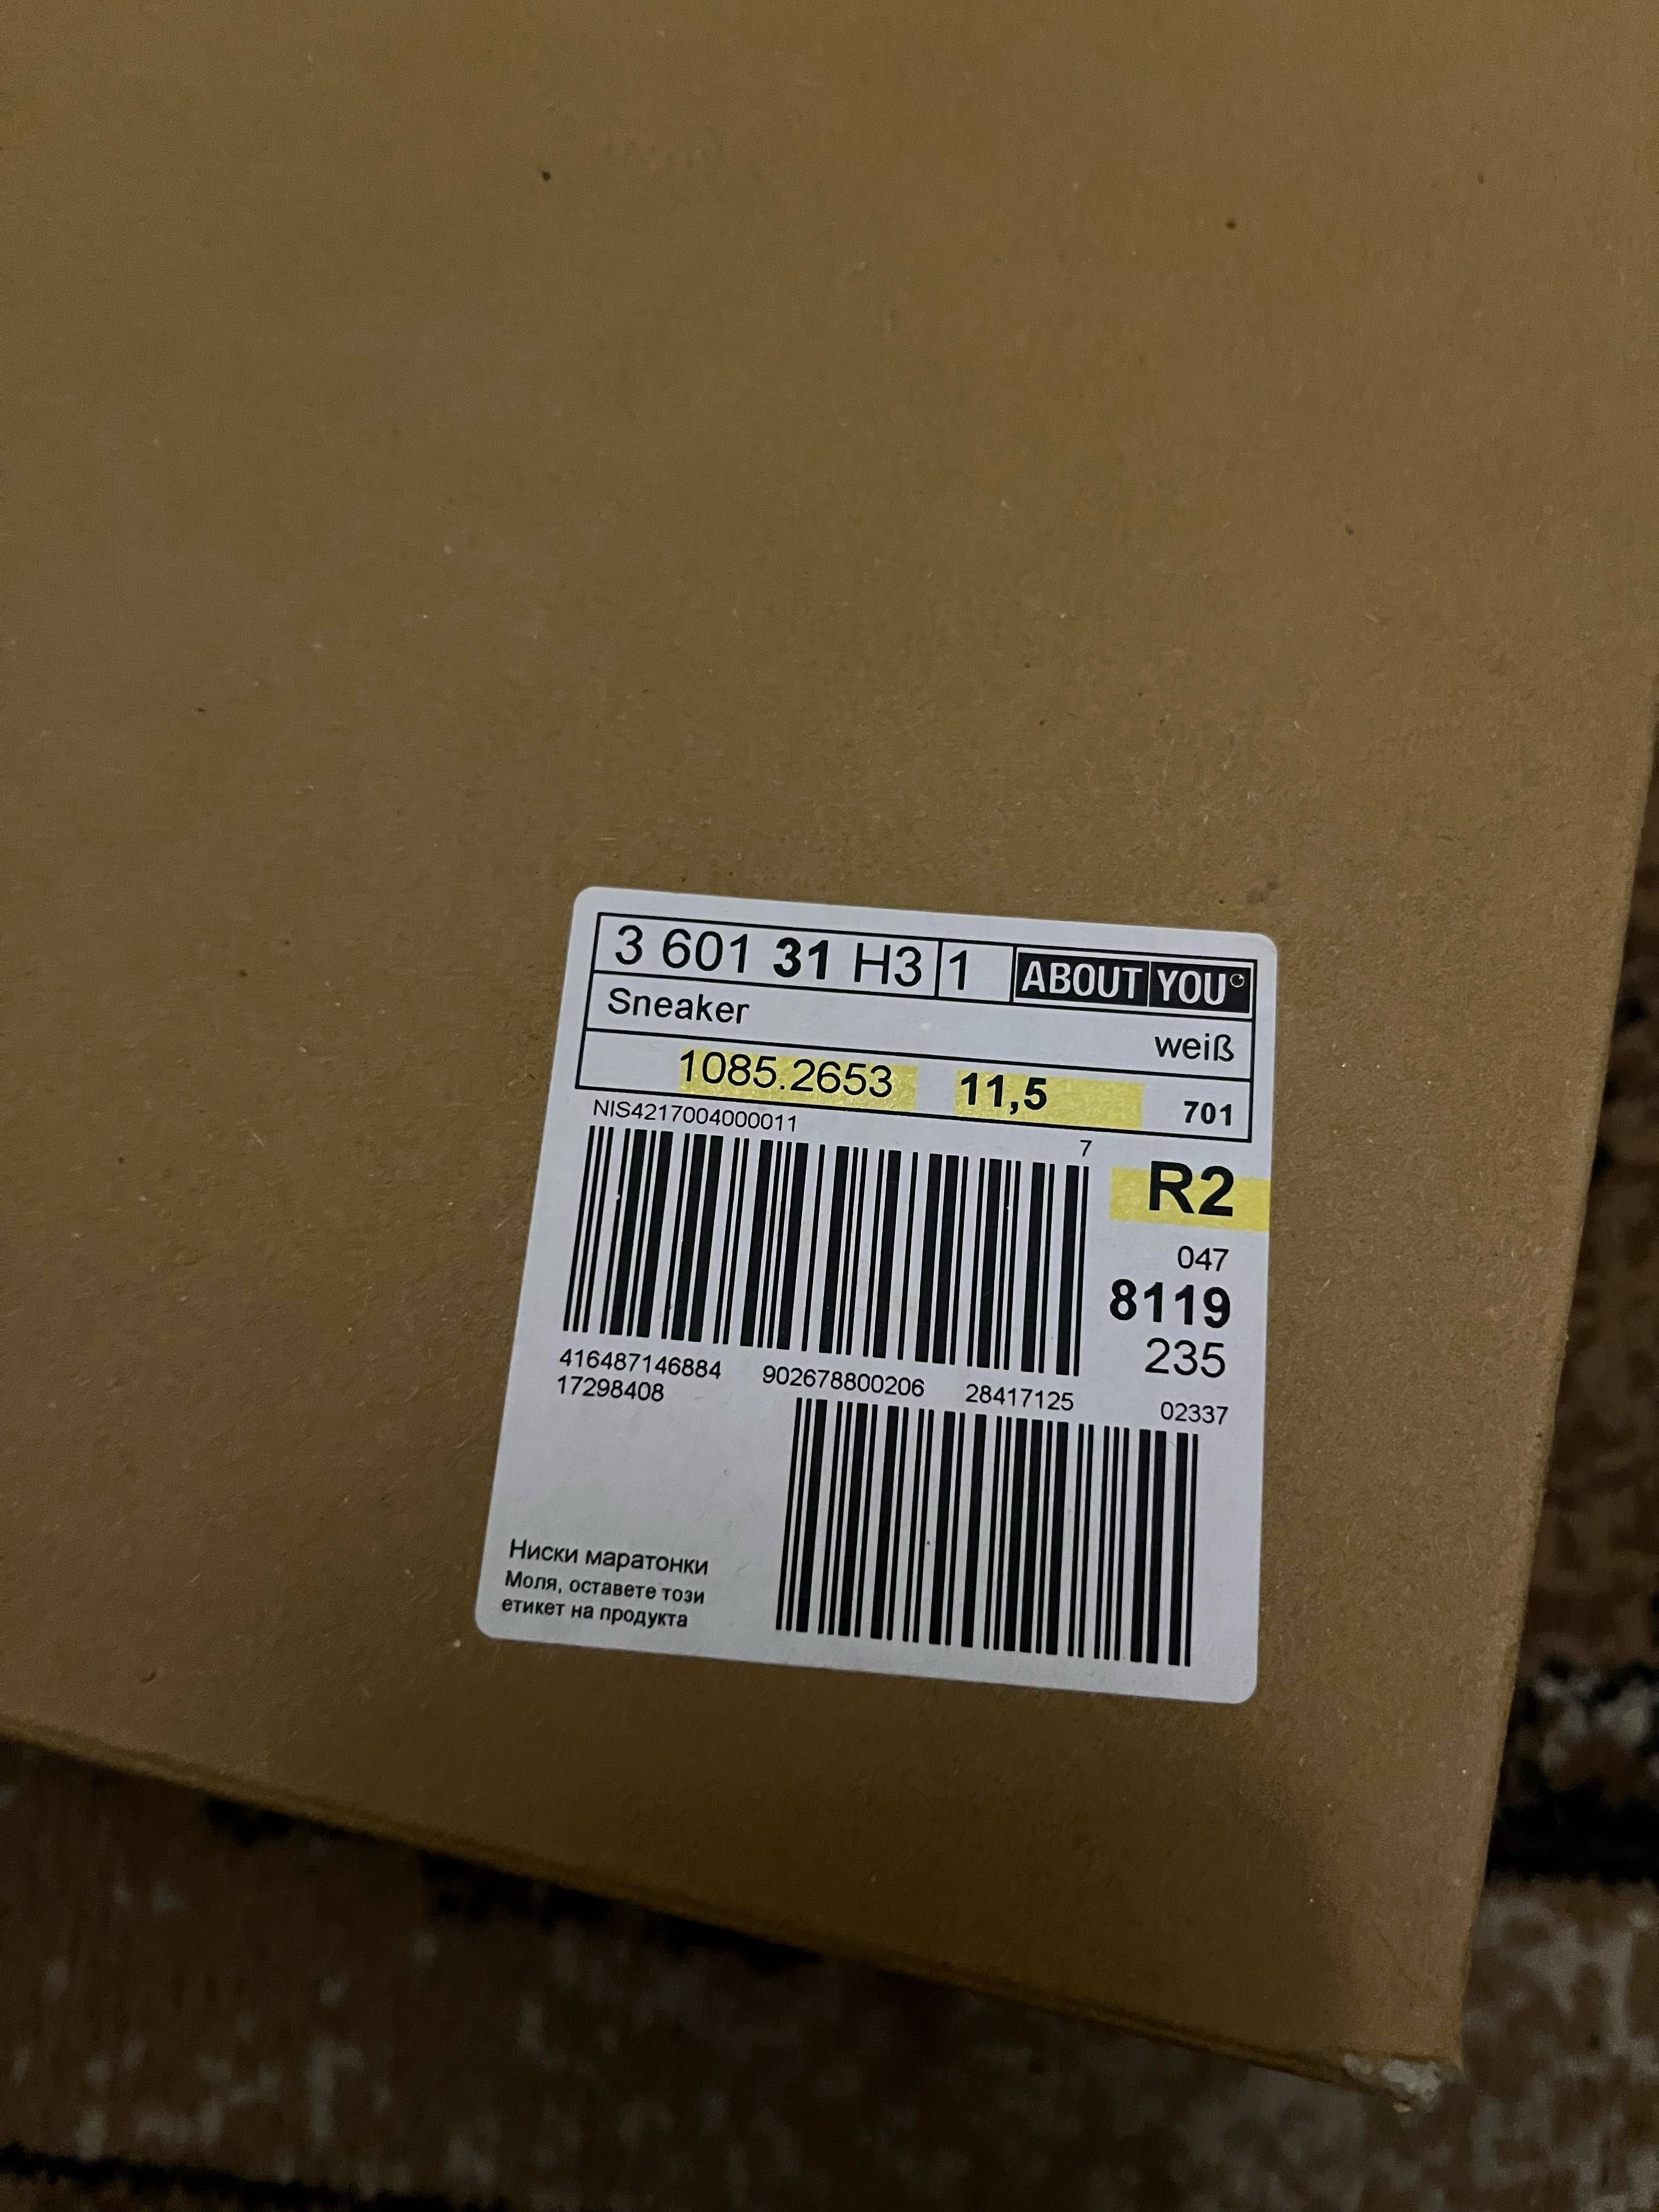 3 601 31 H3 1 ABOUT YOU
Sneaker weiß
1085.2653 11,5 701
NIS4217004000011 7
R2
047
8119
235
416487146884 902678800206 28417125 02337
17298408
Ниски маратонки
Моля, оставете този
етикет на продукта